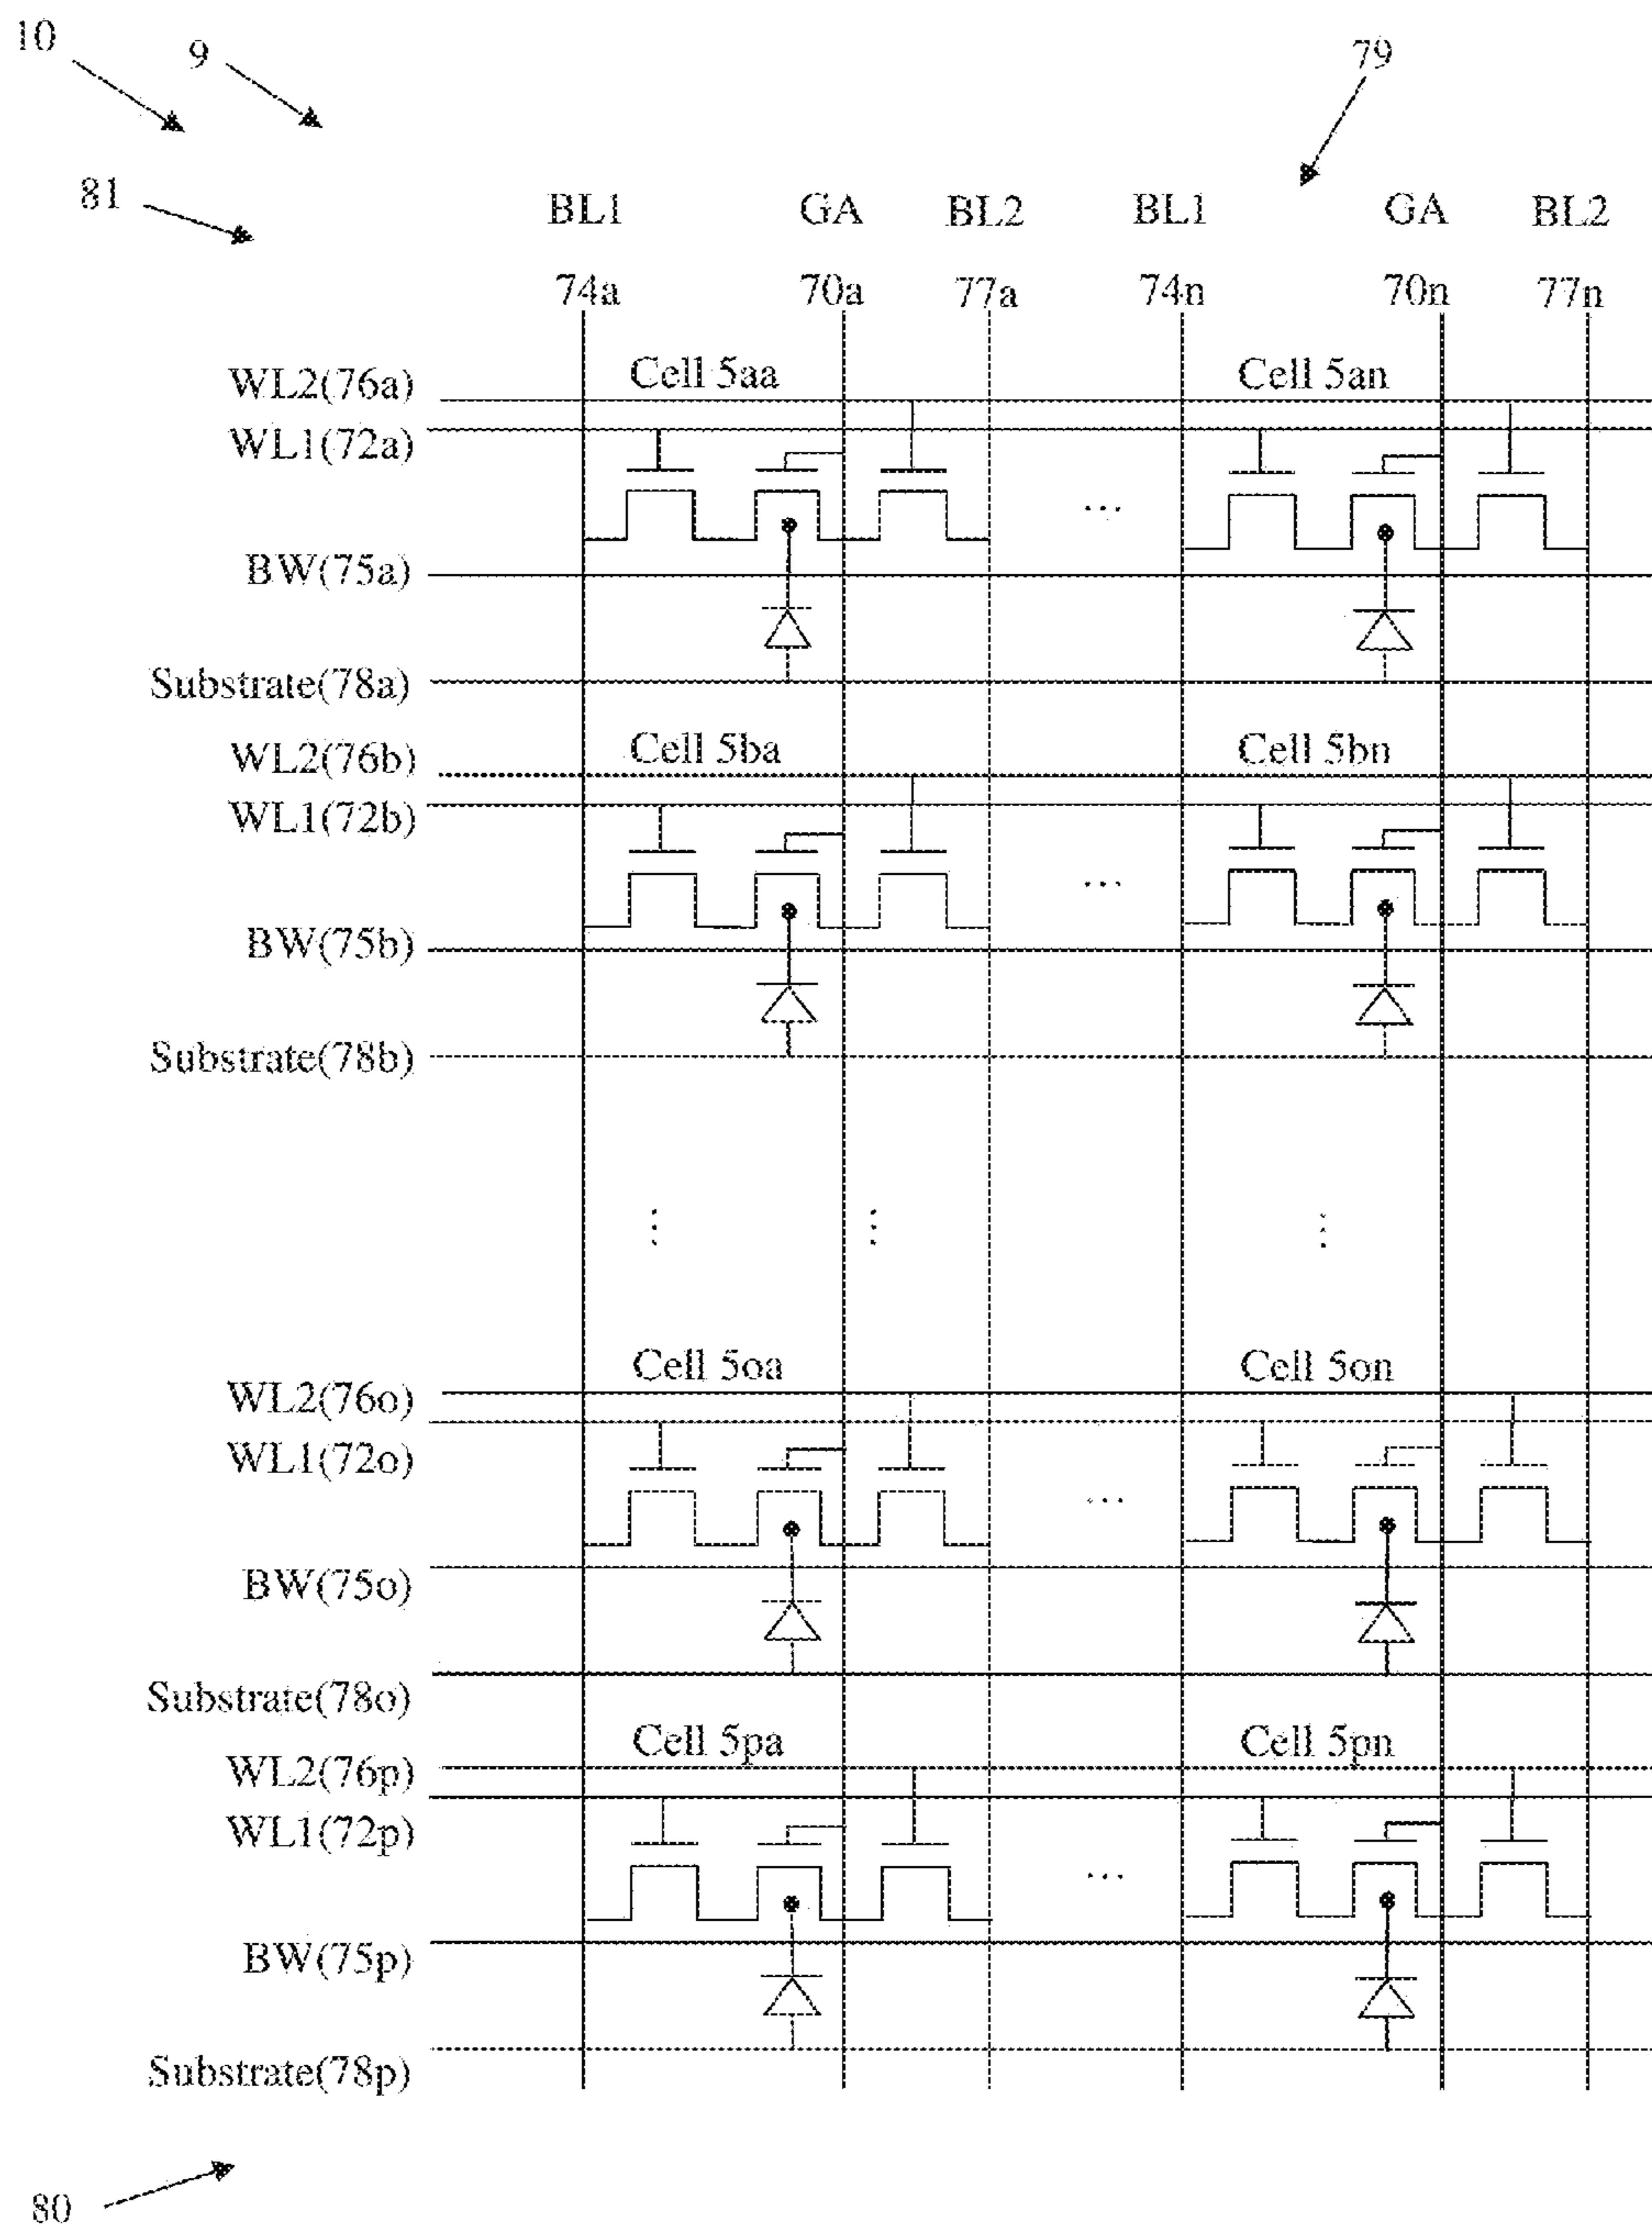 10
9
79
81
BL1 GA BL2 BL1 GA BL2
74a 70a 77a 74n 70n 77n
WL2(76a) Cell 5aa Cell 5an
WL1(72a)
...
BW(75a)
Substrate(78a)
WL2(76b) Cell 5ba Cell 5bn
WL1(72b)
...
BW(75b)
Substrate(78b)
Cell 5oa Cell 5on
WL2(76o)
WL1(72o)
...
BW(75o)
Substrate(78o)
Cell 5pa Cell 5pn
WL2(76p)
WL1(72p)
...
BW(75p)
Substrate(78p)
80